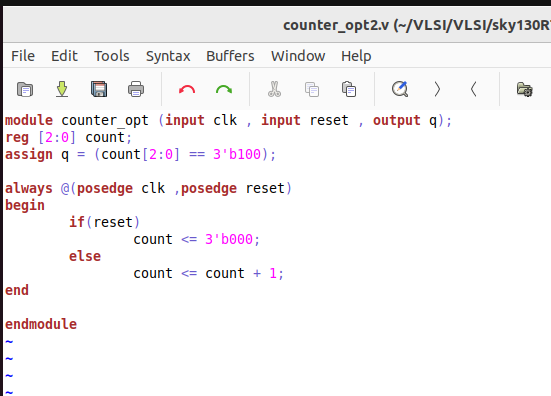 counter_opt2.v (~/VLSI/VLSI/sky130R
File Edit Tools Syntax Buffers Window Help
module counter_opt (input clk , input reset , output q);
reg [2:0] count;
assign q = (count[2:0] == 3'b100);
always @(posedge clk ,posedge reset)
begin
if(reset)
count <= 3'b000;
else
count <= count + 1;
end
endmodule
~
~
~
~